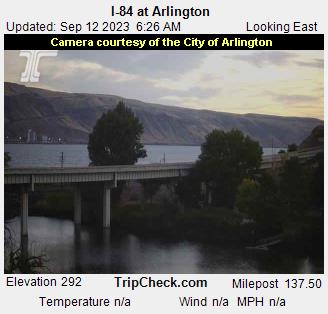 I-84 at Arlington
Updated: Sep 12 2023 6:26 AM Looking East
Camera courtesy of the City of Arlington
Elevation 292 TripCheck.com Milepost 137.50
Temperature n/a Wind n/a MPH n/a